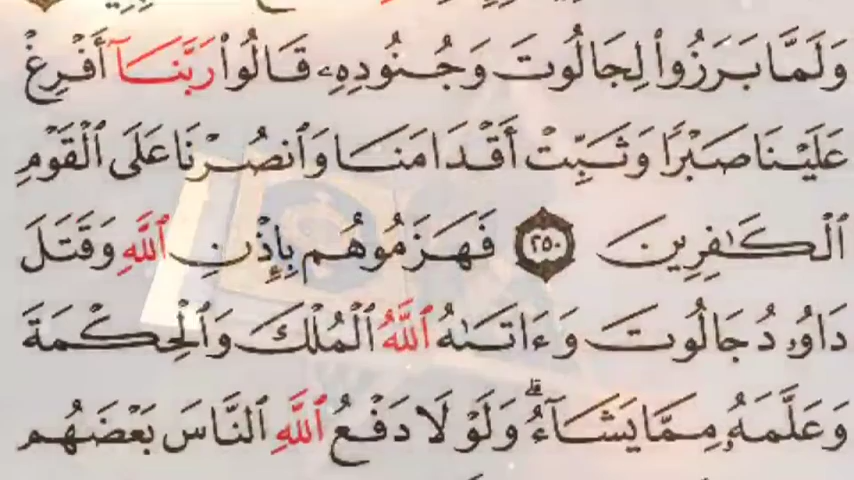 وَلَمَّا بَرَزُوا۟ لِجَالُوتَ وَجُنُودِهِۦ قَالُوا۟ رَبَّنَآ أَفْرِغْ
عَلَيْنَا صَبْرًا وَثَبِّتْ أَقْدَامَنَا وَٱنصُرْنَا عَلَى ٱلْقَوْمِ
ٱلْكَـٰفِرِينَ ٢٥٠ فَهَزَمُوهُم بِإِذْنِ ٱللَّهِ وَقَتَلَ
دَاوُۥدُ جَالُوتَ وَءَاتَىٰهُ ٱللَّهُ ٱلْمُلْكَ وَٱلْحِكْمَةَ
وَعَلَّمَهُۥ مِمَّا يَشَآءُ ۗ وَلَوْلَا دَفْعُ ٱللَّهِ ٱلنَّاسَ بَعْضَهُم